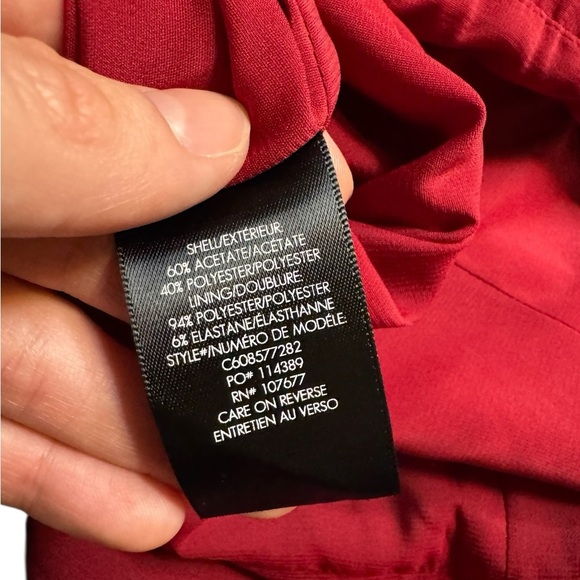 SHELL/EXTÉRIEUR:
60% ACETATE/ACÉTATE
40% POLYESTER/POLYESTER
LINING/DOUBLURE:
94% POLYESTER/POLYESTER
6% ELASTANE/ÉLASTHANNE
STYLE#/NUMÉRO DE MODÈLE:
C608577282
PO# 114389
RN# 107677
CARE ON REVERSE
ENTRETIEN AU VERSO